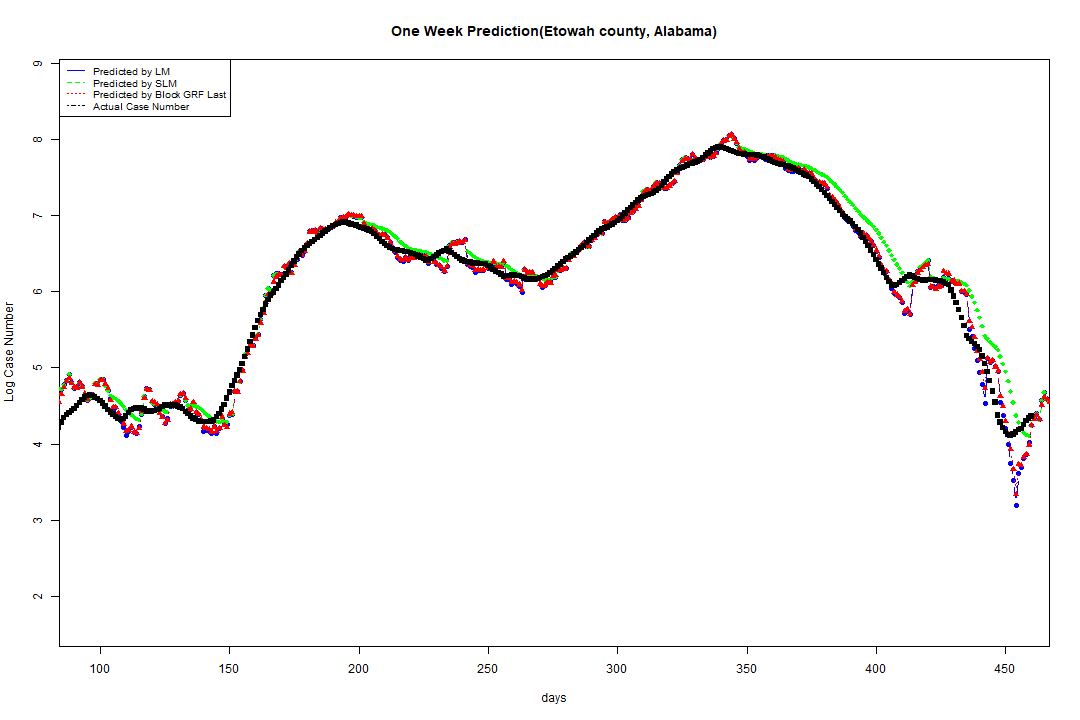 One Week Prediction(Etowah county, Alabama)
Predicted by LM
Predicted by SLM
Predicted by Block GRF Last
Actual Case Number
9
8
7
6
5
4
3
2
Log Case Number
100 150 200 250 300 350 400 450
days